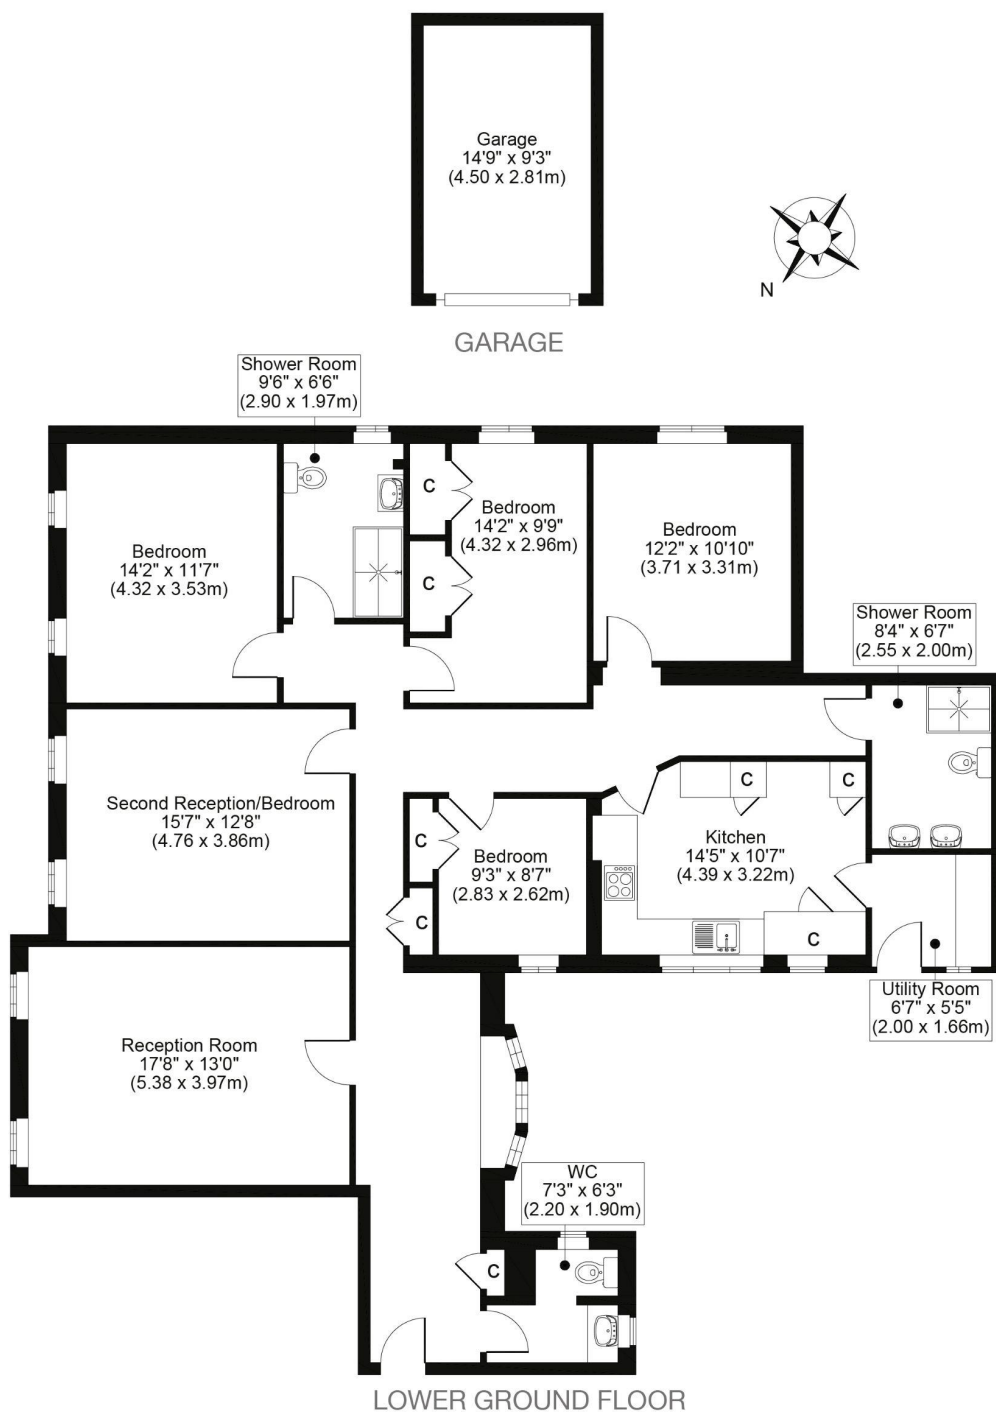 Garage
14'9" x 9'3"
(4.50 x 2.81m)
N
GARAGE
Shower Room
9'6" x 6'6"
(2.90 x 1.97m)
C
Bedroom
14'2" x 9'9"
(4.32 x 2.96m)
C
Bedroom
14'2" x 11'7"
(4.32 x 3.53m)
Bedroom
12'2" x 10'10"
(3.71 x 3.31m)
Shower Room
8'4" x 6'7"
(2.55 x 2.00m)
Second Reception/Bedroom
15'7" x 12'8"
(4.76 x 3.86m)
C
C
Kitchen
14'5" x 10'7"
(4.39 x 3.22m)
C
Bedroom
9'3" x 8'7"
(2.83 x 2.62m)
C
C
Utility Room
6'7" x 5'5"
(2.00 x 1.66m)
Reception Room
17'8" x 13'0"
(5.38 x 3.97m)
WC
7'3" x 6'3"
(2.20 x 1.90m)
C
LOWER GROUND FLOOR